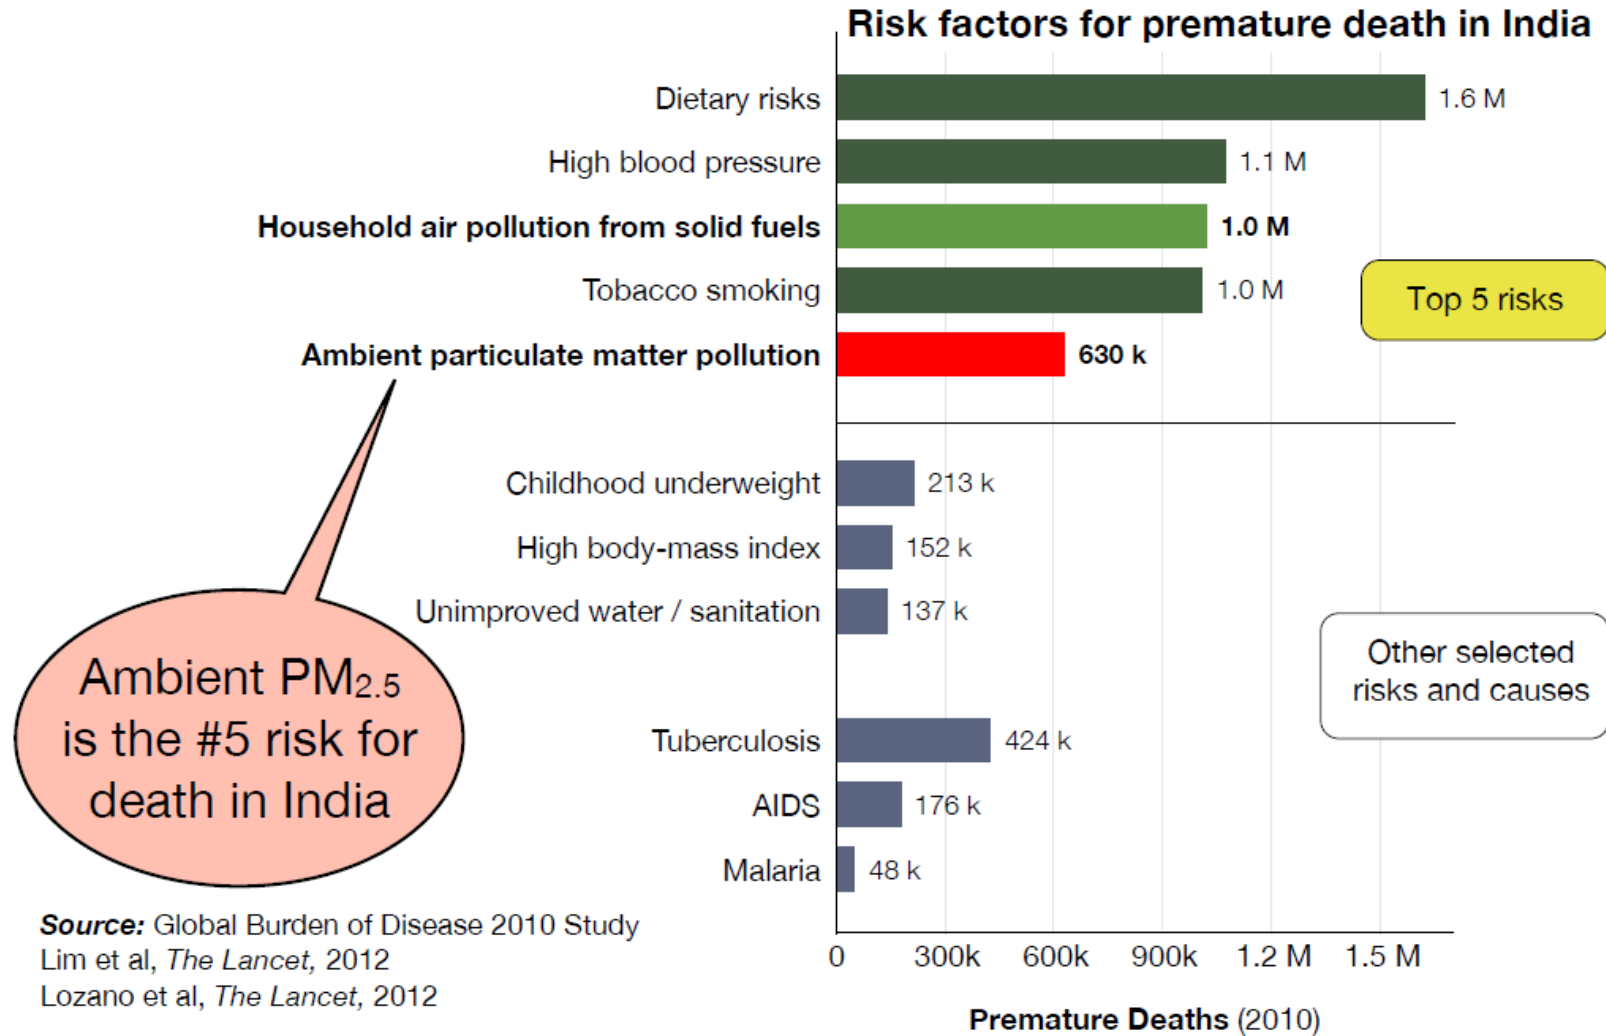 Risk factors for premature death in India
Dietary risks 1.6 M
High blood pressure 1.1 M
Household air pollution from solid fuels 1.0 M
Tobacco smoking 1.0 M
Top 5 risks
Ambient particulate matter pollution 630 k
Childhood underweight 213 k
High body-mass index 152 k
Unimproved water / sanitation 137 k
Ambient PM2.5
is the #5 risk for
death in India
Other selected
risks and causes
Tuberculosis 424 k
AIDS 176 k
Malaria 48 k
0 300k 600k 900k 1.2 M 1.5 M
Premature Deaths (2010)
Source: Global Burden of Disease 2010 Study
Lim et al, The Lancet, 2012
Lozano et al, The Lancet, 2012